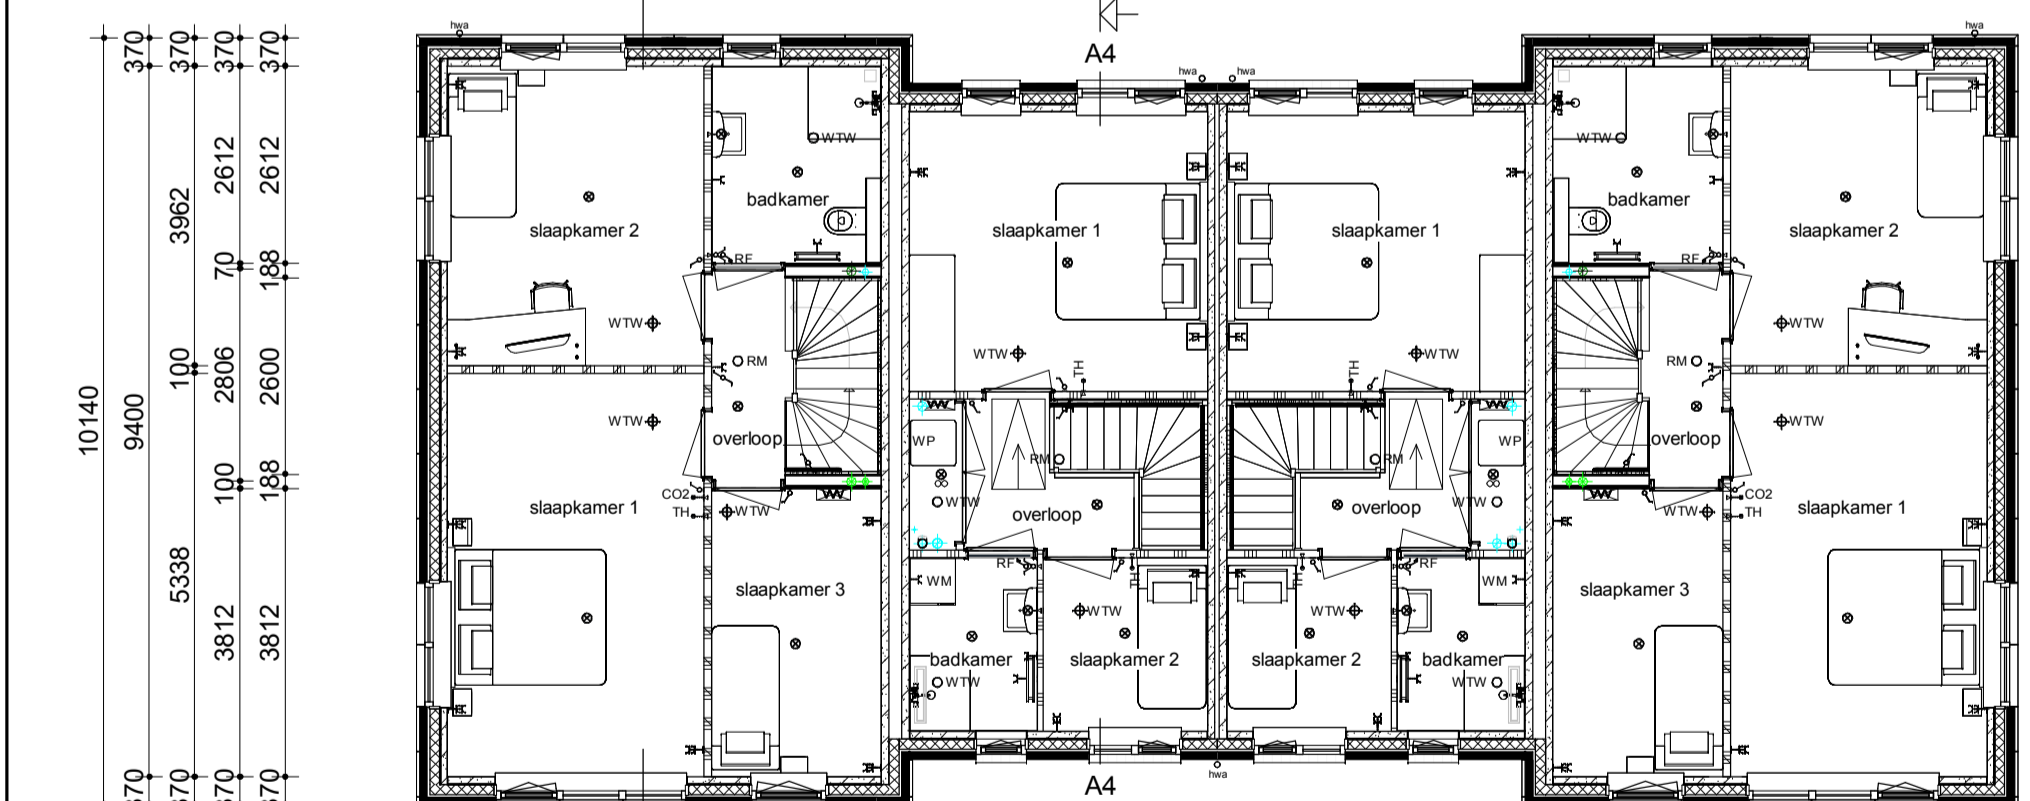 hwa
hwa
A4
hwa
hwa
370
370
370
370
10140
9400
3962
100
5338
2612
70
2806
100
3812
2612
188
2600
188
3812
370
370
370
370
slaapkamer 2
badkamer
WTW
RF
WTW
RM
WTW
overloop
slaapkamer 1
CO2
TH
WTW
slaapkamer 3
slaapkamer 1
WTW
TH
WP
RM
WTW
overloop
RF
TH
WM
WTW
badkamer
slaapkamer 2
WTW
slaapkamer 1
TH
WTW
RM
WP
WTW
overloop
TH
RF
WM
WTW
slaapkamer 2
badkamer
WTW
WTW
badkamer
slaapkamer 2
RF
WTW
RM
WTW
overloop
CO2
WTW
TH
slaapkamer 1
slaapkamer 3
hwa
A4